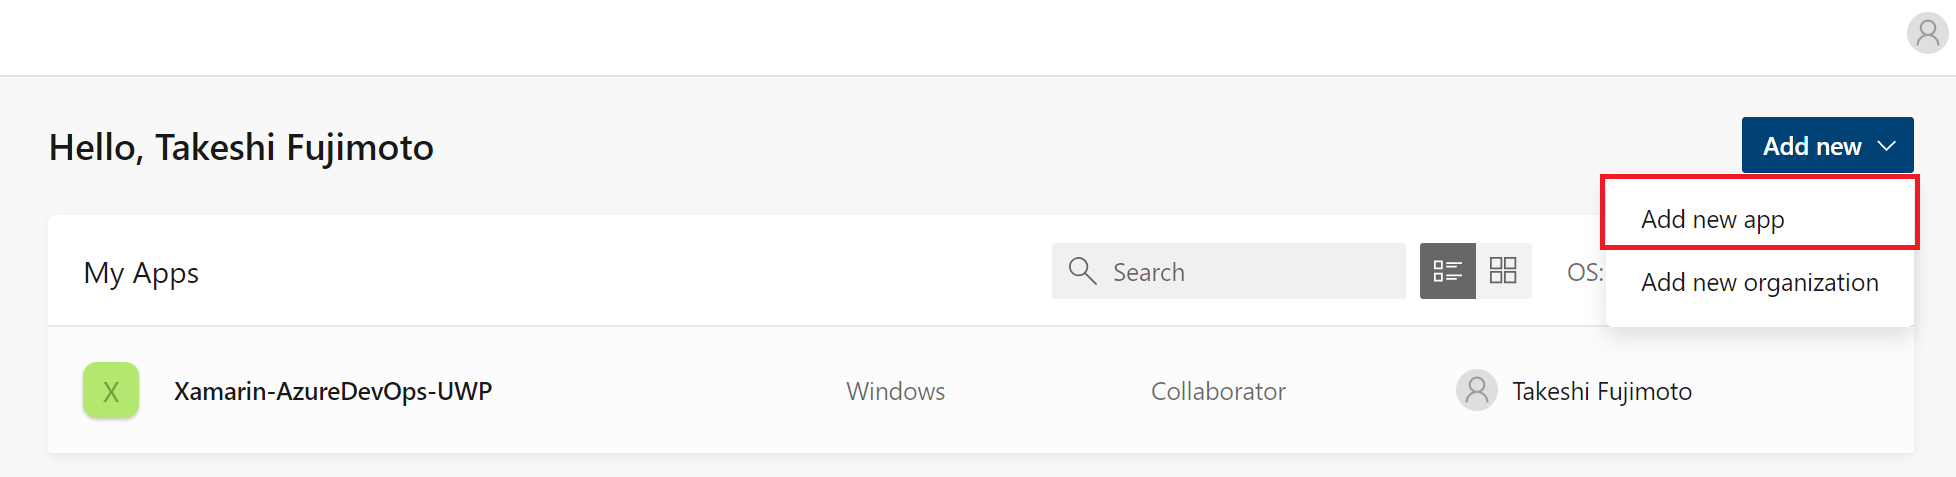 Hello, Takeshi Fujimoto
Add new
Add new app
Add new organization
My Apps
Search
OS:
X
Xamarin-AzureDevOps-UWP
Windows
Collaborator
Takeshi Fujimoto